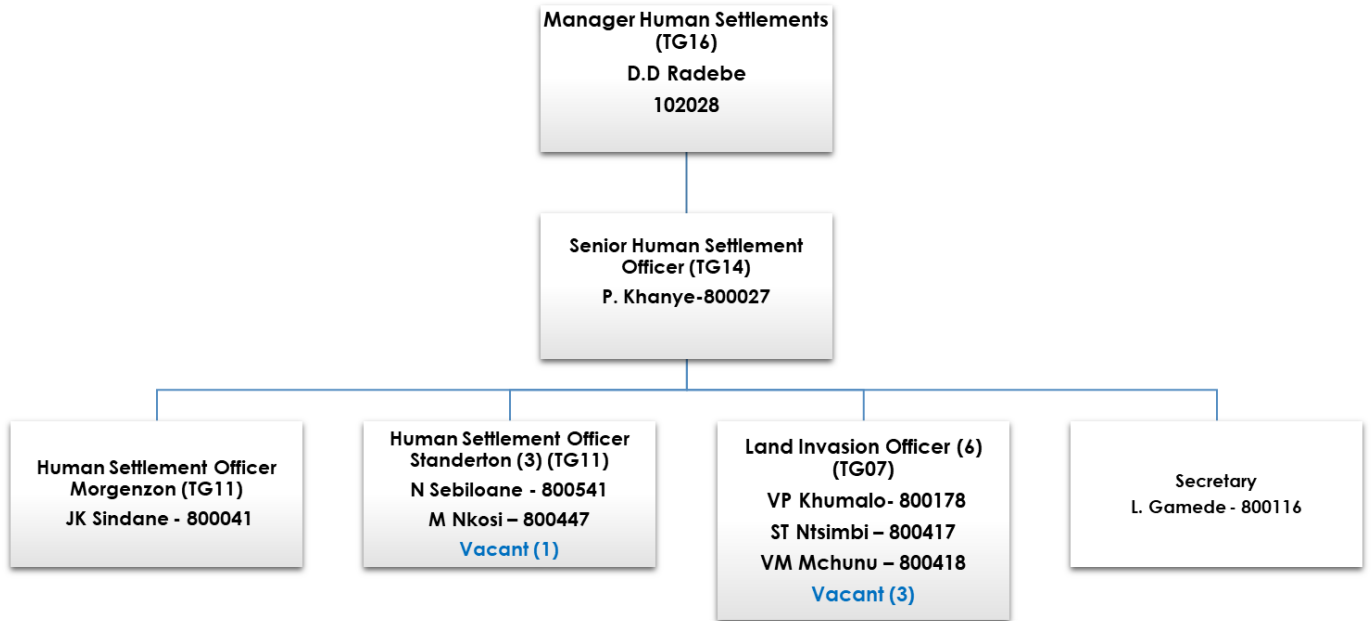 Manager Human Settlements
(TG16)
D.D Radebe
102028
Senior Human Settlement
Officer (TG14)
P. Khanye-800027
Human Settlement Officer
Morgenzon (TG11)
JK Sindane - 800041
Human Settlement Officer
Standerton (3) (TG11)
N Sebiloane - 800541
M Nkosi – 800447
Vacant (1)
Land Invasion Officer (6)
(TG07)
VP Khumalo- 800178
ST Ntsimbi – 800417
VM Mchunu – 800418
Vacant (3)
Secretary
L. Gamede - 800116